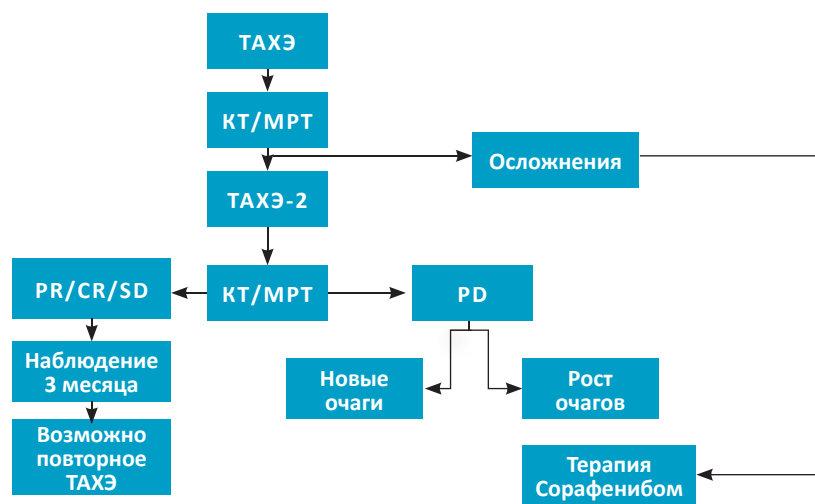 ТАХЭ
КТ/МРТ
Осложнения
ТАХЭ-2
PR/CR/SD
КТ/МРТ
PD
Наблюдение
3 месяца
Новые
очаги
Рост
очагов
Возможно
повторное
ТАХЭ
Терапия
Сорафенибом